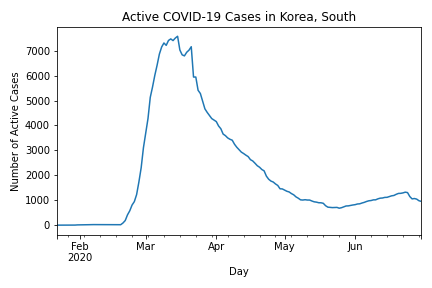 Active COVID-19 Cases in Korea, South
Number of Active Cases
7000
6000
5000
4000
3000
2000
1000
0
Feb Mar Apr May Jun
2020
Day